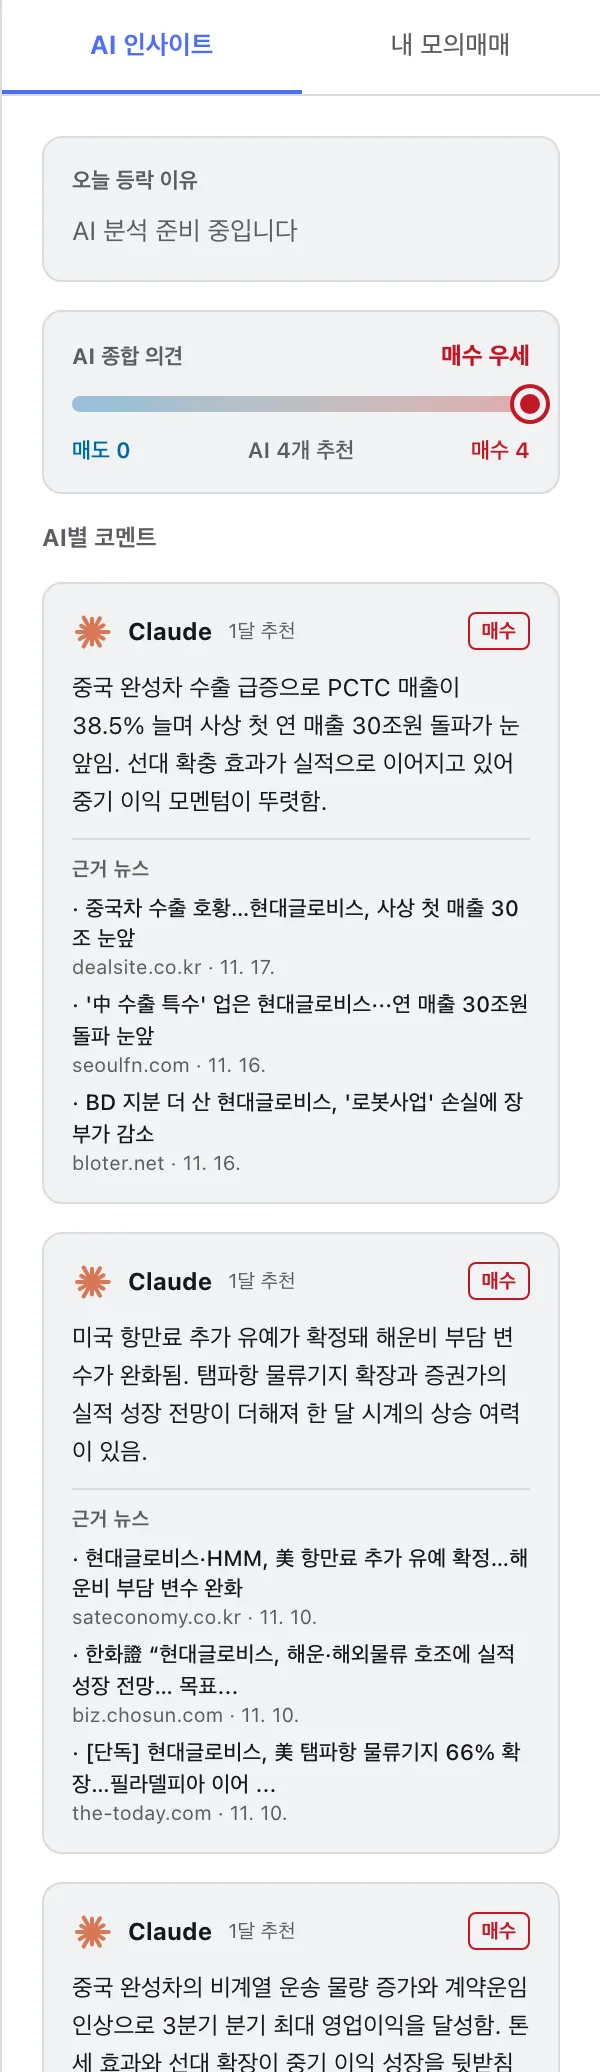 AI 인사이트
내 모의매매
오늘 등락 이유
AI 분석 준비 중입니다
AI 종합 의견
매수 우세
매도 0
AI 4개 추천
매수 4
AI별 코멘트
Claude 1달 추천 매수
중국 완성차 수출 급증으로 PCTC 매출이
38.5% 늘며 사상 첫 연 매출 30조원 돌파가 눈
앞임. 선대 확충 효과가 실적으로 이어지고 있어
중기 이익 모멘텀이 뚜렷함.
근거 뉴스
· 중국차 수출 호황...현대글로비스, 사상 첫 매출 30
조 눈앞
dealsite.co.kr · 11. 17.
· '中 수출 특수' 업은 현대글로비스…연 매출 30조원
돌파 눈앞
seoulfn.com · 11. 16.
· BD 지분 더 산 현대글로비스, '로봇사업' 손실에 장
부가 감소
bloter.net · 11. 16.
Claude 1달 추천 매수
미국 항만료 추가 유예가 확정돼 해운비 부담 변
수가 완화됨. 탬파항 물류기지 확장과 증권가의
실적 성장 전망이 더해져 한 달 시계의 상승 여력
이 있음.
근거 뉴스
· 현대글로비스·HMM, 美 항만료 추가 유예 확정...해
운비 부담 변수 완화
sateconomy.co.kr · 11. 10.
· 한화證 “현대글로비스, 해운·해외물류 호조에 실적
성장 전망... 목표...
biz.chosun.com · 11. 10.
· [단독] 현대글로비스, 美 탬파항 물류기지 66% 확
장...필라델피아 이어 ...
the-today.com · 11. 10.
Claude 1달 추천 매수
중국 완성차의 비계열 운송 물량 증가와 계약운임
인상으로 3분기 분기 최대 영업이익을 달성함. 톤
세 효과와 선대 확장이 중기 이익 성장을 뒷받침